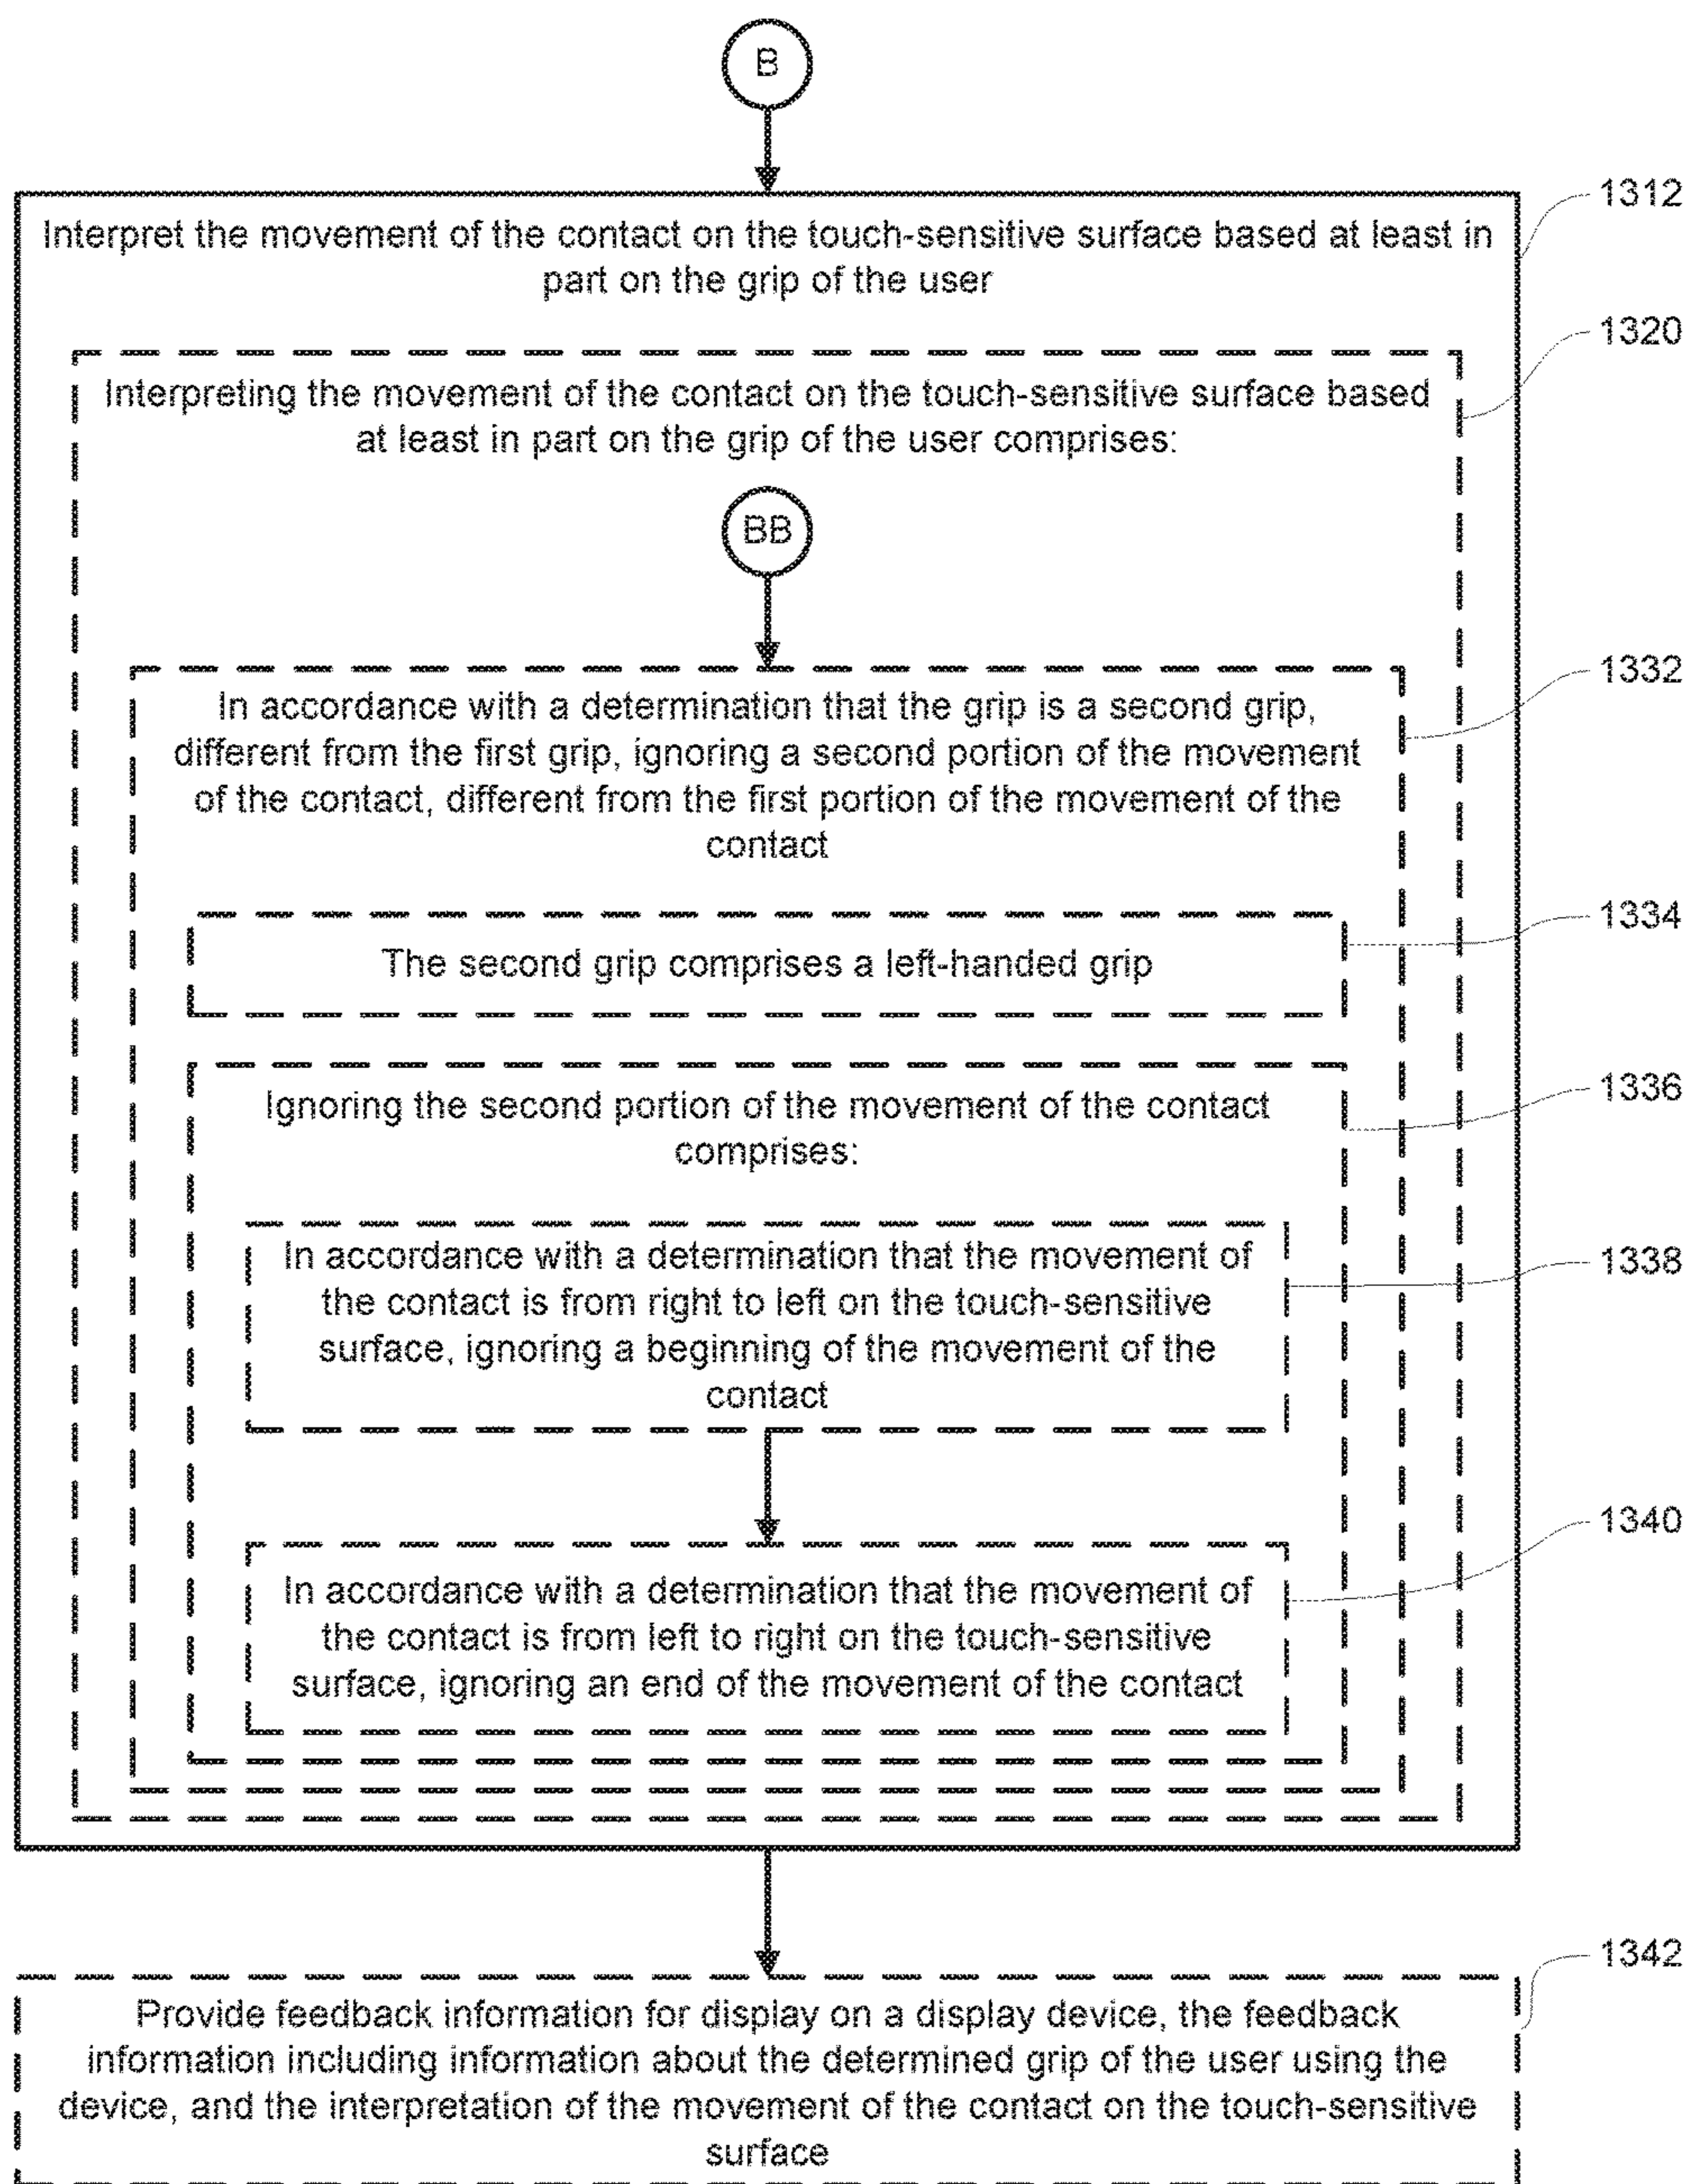 B
1312
Interpret the movement of the contact on the touch-sensitive surface based at least in
part on the grip of the user
1320
Interpreting the movement of the contact on the touch-sensitive surface based
at least in part on the grip of the user comprises:
BB
1332
In accordance with a determination that the grip is a second grip,
different from the first grip, ignoring a second portion of the movement
of the contact, different from the first portion of the movement of the
contact
1334
The second grip comprises a left-handed grip
1336
Ignoring the second portion of the movement of the contact
comprises:
1338
In accordance with a determination that the movement of
the contact is from right to left on the touch-sensitive
surface, ignoring a beginning of the movement of the
contact
1340
In accordance with a determination that the movement of
the contact is from left to right on the touch-sensitive
surface, ignoring an end of the movement of the contact
1342
Provide feedback information for display on a display device, the feedback
information including information about the determined grip of the user using the
device, and the interpretation of the movement of the contact on the touch-sensitive
surface